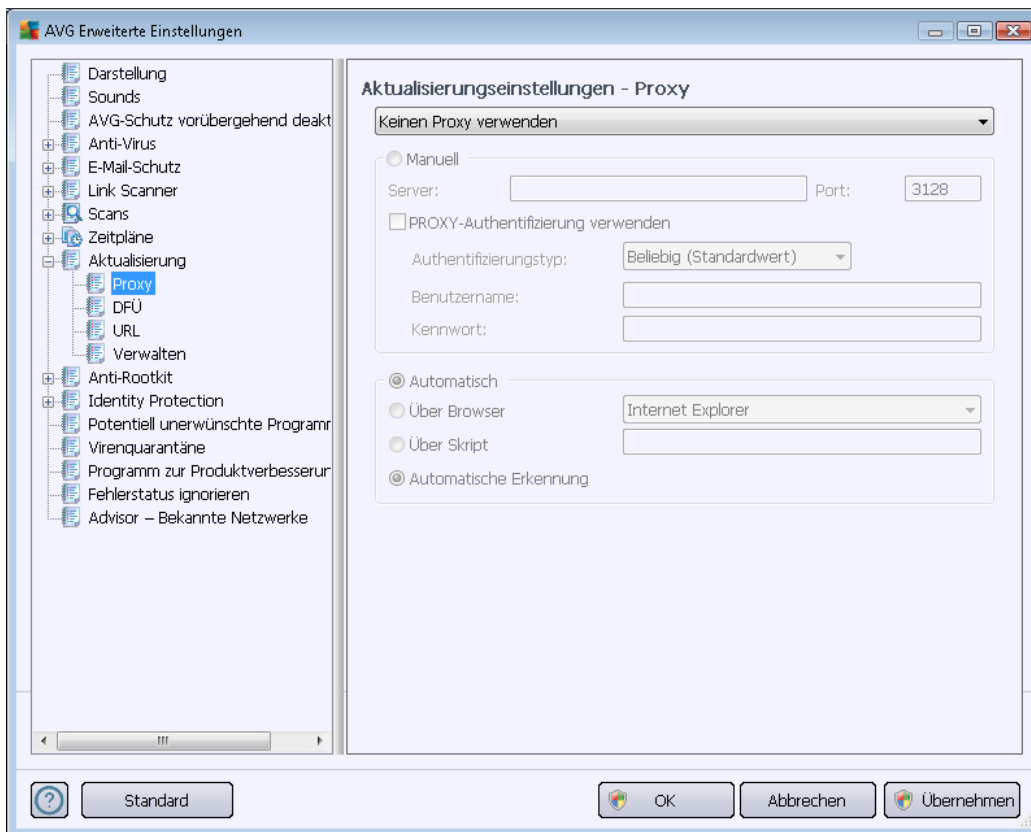 AVG Erweiterte Einstellungen
Darstellung
Sounds
AVG-Schutz vorübergehend deakt
Anti-Virus
E-Mail-Schutz
Link Scanner
Scans
Zeitpläne
Aktualisierung
Proxy
DFÜ
URL
Verwalten
Anti-Rootkit
Identity Protection
Potentiell unerwünschte Programr
Virenquarantäne
Programm zur Produktverbesserur
Fehlerstatus ignorieren
Advisor – Bekannte Netzwerke
Aktualisierungseinstellungen - Proxy
Keinen Proxy verwenden
Manuell
Server: Port: 3128
PROXY-Authentifizierung verwenden
Authentifizierungstyp: Beliebig (Standardwert)
Benutzername:
Kennwort:
Automatisch
Über Browser Internet Explorer
Über Skript
Automatische Erkennung
? Standard OK Abbrechen Übernehmen